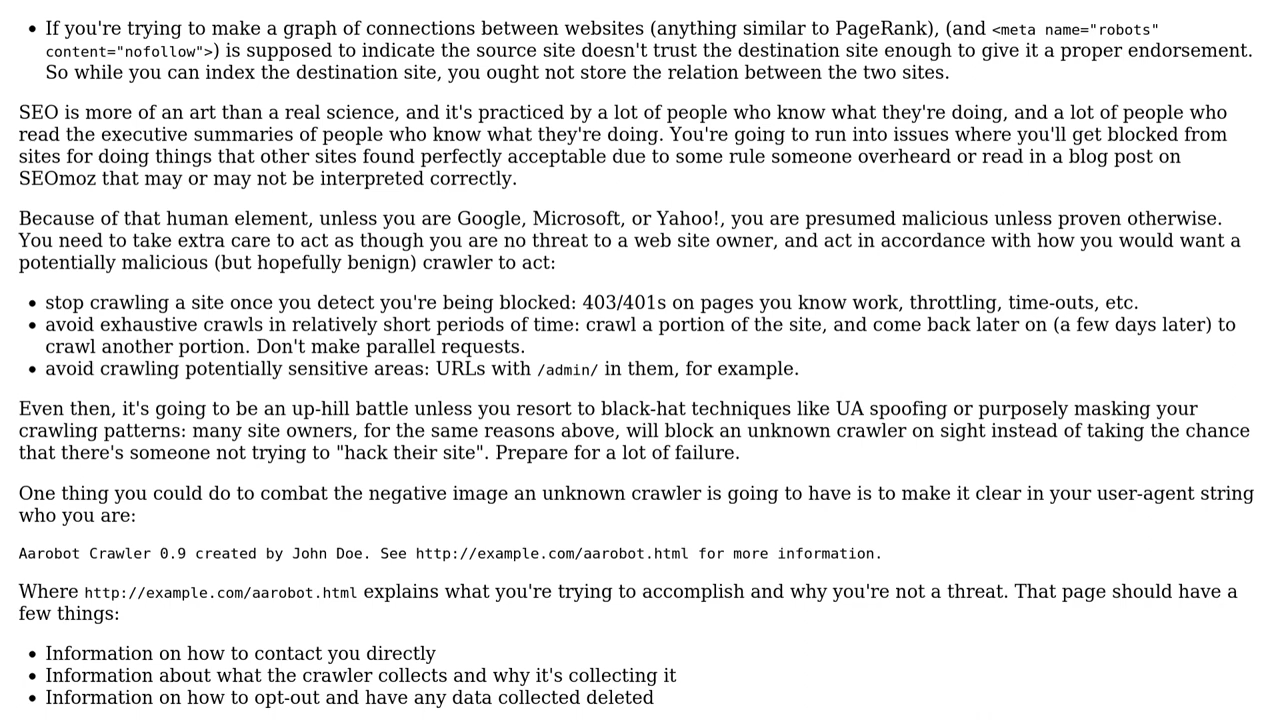 If you're trying to make a graph of connections between websites (anything similar to PageRank), (and <meta name="robots"
content="nofollow">) is supposed to indicate the source site doesn't trust the destination site enough to give it a proper endorsement.
So while you can index the destination site, you ought not store the relation between the two sites.
SEO is more of an art than a real science, and it's practiced by a lot of people who know what they're doing, and a lot of people who
read the executive summaries of people who know what they're doing. You're going to run into issues where you'll get blocked from
sites for doing things that other sites found perfectly acceptable due to some rule someone overheard or read in a blog post on
SEOmoz that may or may not be interpreted correctly.
Because of that human element, unless you are Google, Microsoft, or Yahoo!, you are presumed malicious unless proven otherwise.
You need to take extra care to act as though you are no threat to a web site owner, and act in accordance with how you would want a
potentially malicious (but hopefully benign) crawler to act:
stop crawling a site once you detect you're being blocked: 403/401s on pages you know work, throttling, time-outs, etc.
avoid exhaustive crawls in relatively short periods of time: crawl a portion of the site, and come back later on (a few days later) to
crawl another portion. Don't make parallel requests.
avoid crawling potentially sensitive areas: URLs with /admin/ in them, for example.
Even then, it's going to be an up-hill battle unless you resort to black-hat techniques like UA spoofing or purposely masking your
crawling patterns: many site owners, for the same reasons above, will block an unknown crawler on sight instead of taking the chance
that there's someone not trying to "hack their site". Prepare for a lot of failure.
One thing you could do to combat the negative image an unknown crawler is going to have is to make it clear in your user-agent string
who you are:
Aarobot Crawler 0.9 created by John Doe. See http://example.com/aarobot.html for more information.
Where http://example.com/aarobot.html explains what you're trying to accomplish and why you're not a threat. That page should have a
few things:
Information on how to contact you directly
Information about what the crawler collects and why it's collecting it
Information on how to opt-out and have any data collected deleted